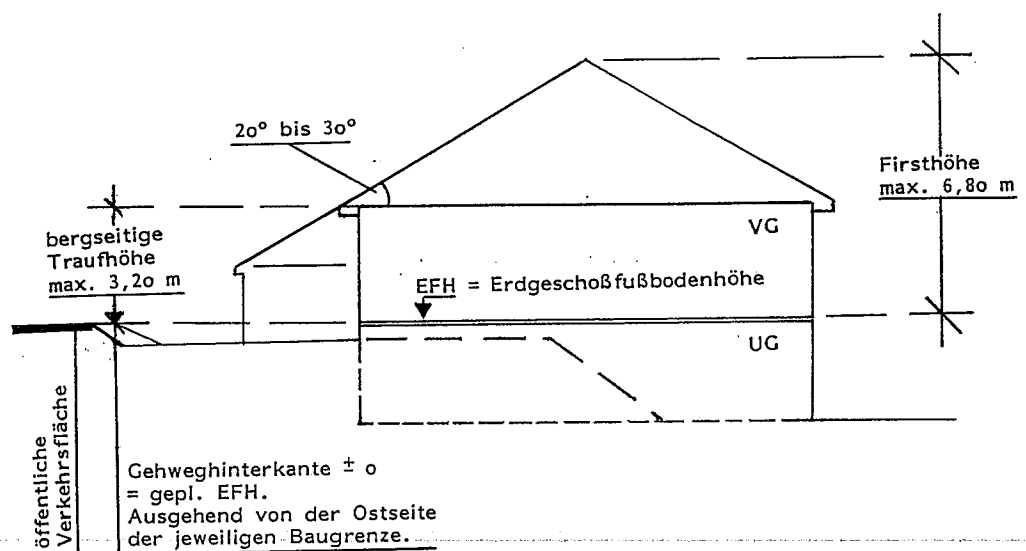 2o° bis 3o°
Firsthöhe
max. 6,8o m
bergseitige
Traufhöhe
max. 3,2o m
VG
EFH = Erdgeschoßfußbodenhöhe
UG
öffentliche
Verkehrsfläche
Gehweghinterkante ± o
= gepl. EFH.
Ausgehend von der Ostseite
der jeweiligen Baugrenze.